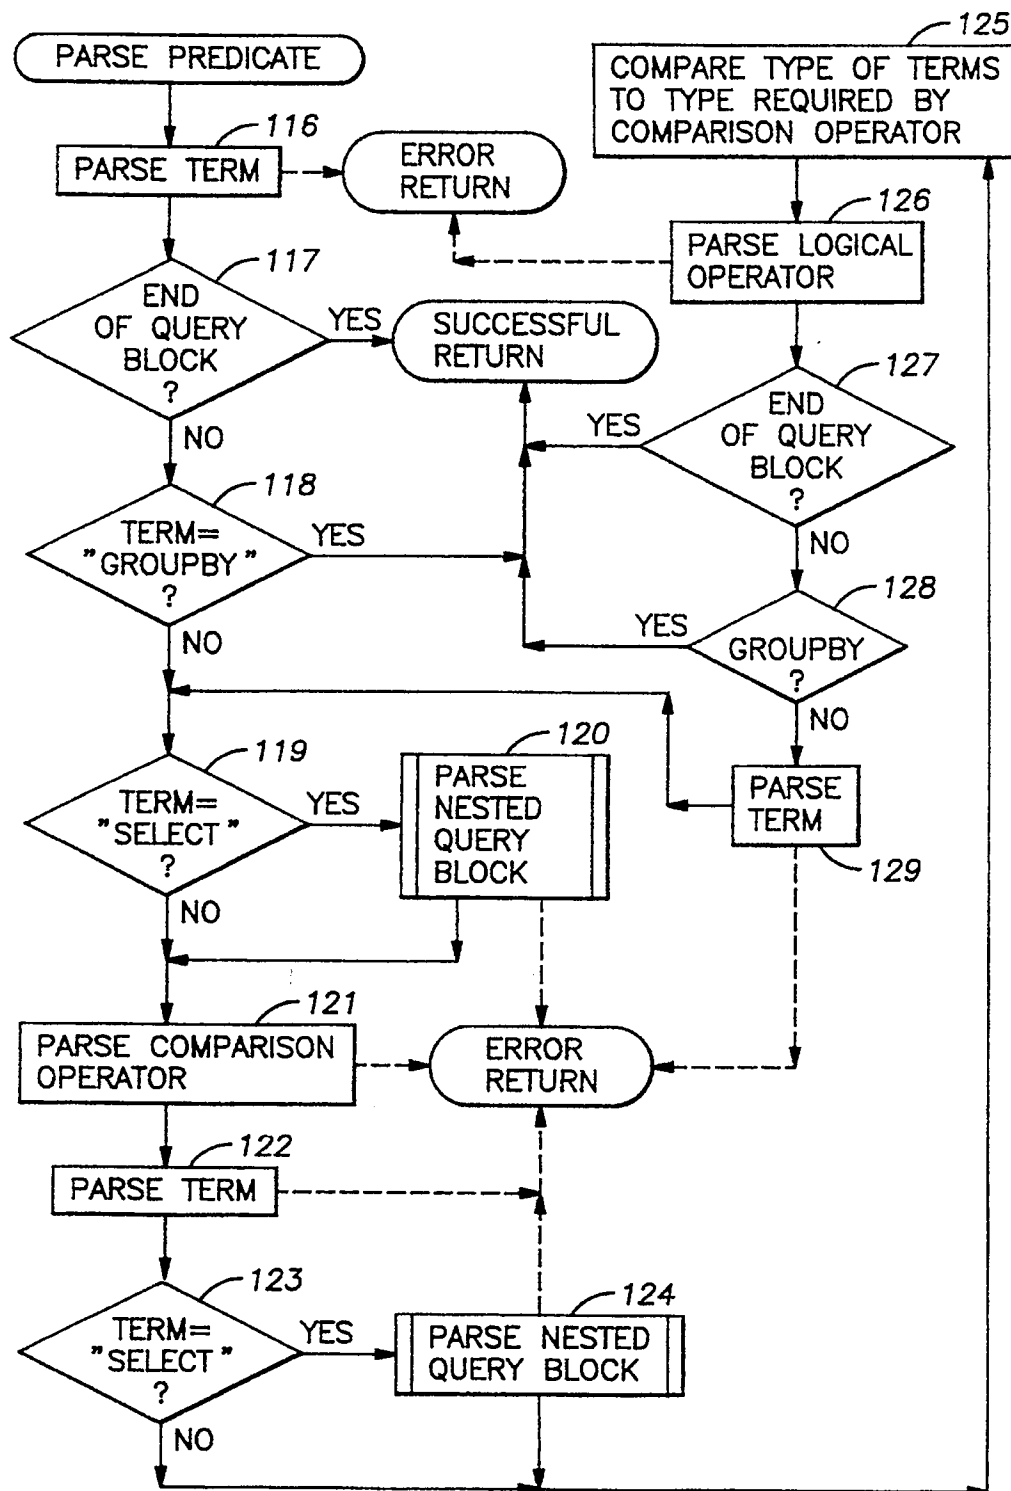 PARSE PREDICATE
116
PARSE TERM
ERROR
RETURN
117
END
OF QUERY
BLOCK
?
YES
SUCCESSFUL
RETURN
NO
118
TERM=
"GROUPBY"
?
YES
NO
119
TERM=
"SELECT"
?
YES
120
PARSE
NESTED
QUERY
BLOCK
NO
121
PARSE COMPARISON
OPERATOR
ERROR
RETURN
122
PARSE TERM
123
TERM=
"SELECT"
?
YES
124
PARSE NESTED
QUERY BLOCK
NO
125
COMPARE TYPE OF TERMS
TO TYPE REQUIRED BY
COMPARISON OPERATOR
126
PARSE LOGICAL
OPERATOR
127
END
OF QUERY
BLOCK
?
YES
NO
128
GROUPBY
?
YES
NO
PARSE
TERM
129